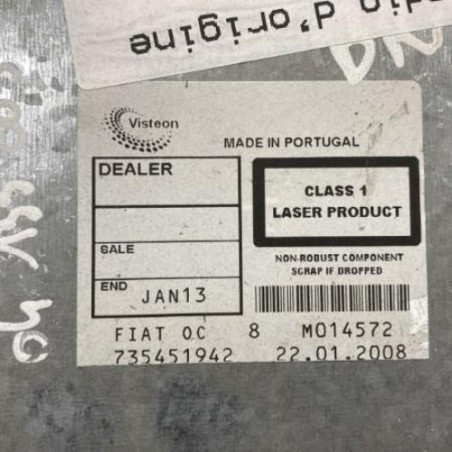 d'origine
Visteon
MADE IN PORTUGAL
DEALER
CLASS 1
LASER PRODUCT
SALE
NON-ROBUST COMPONENT
SCRAP IF DROPPED
END JAN13
FIAT OC 8 M014572
735451942 22.01.2008